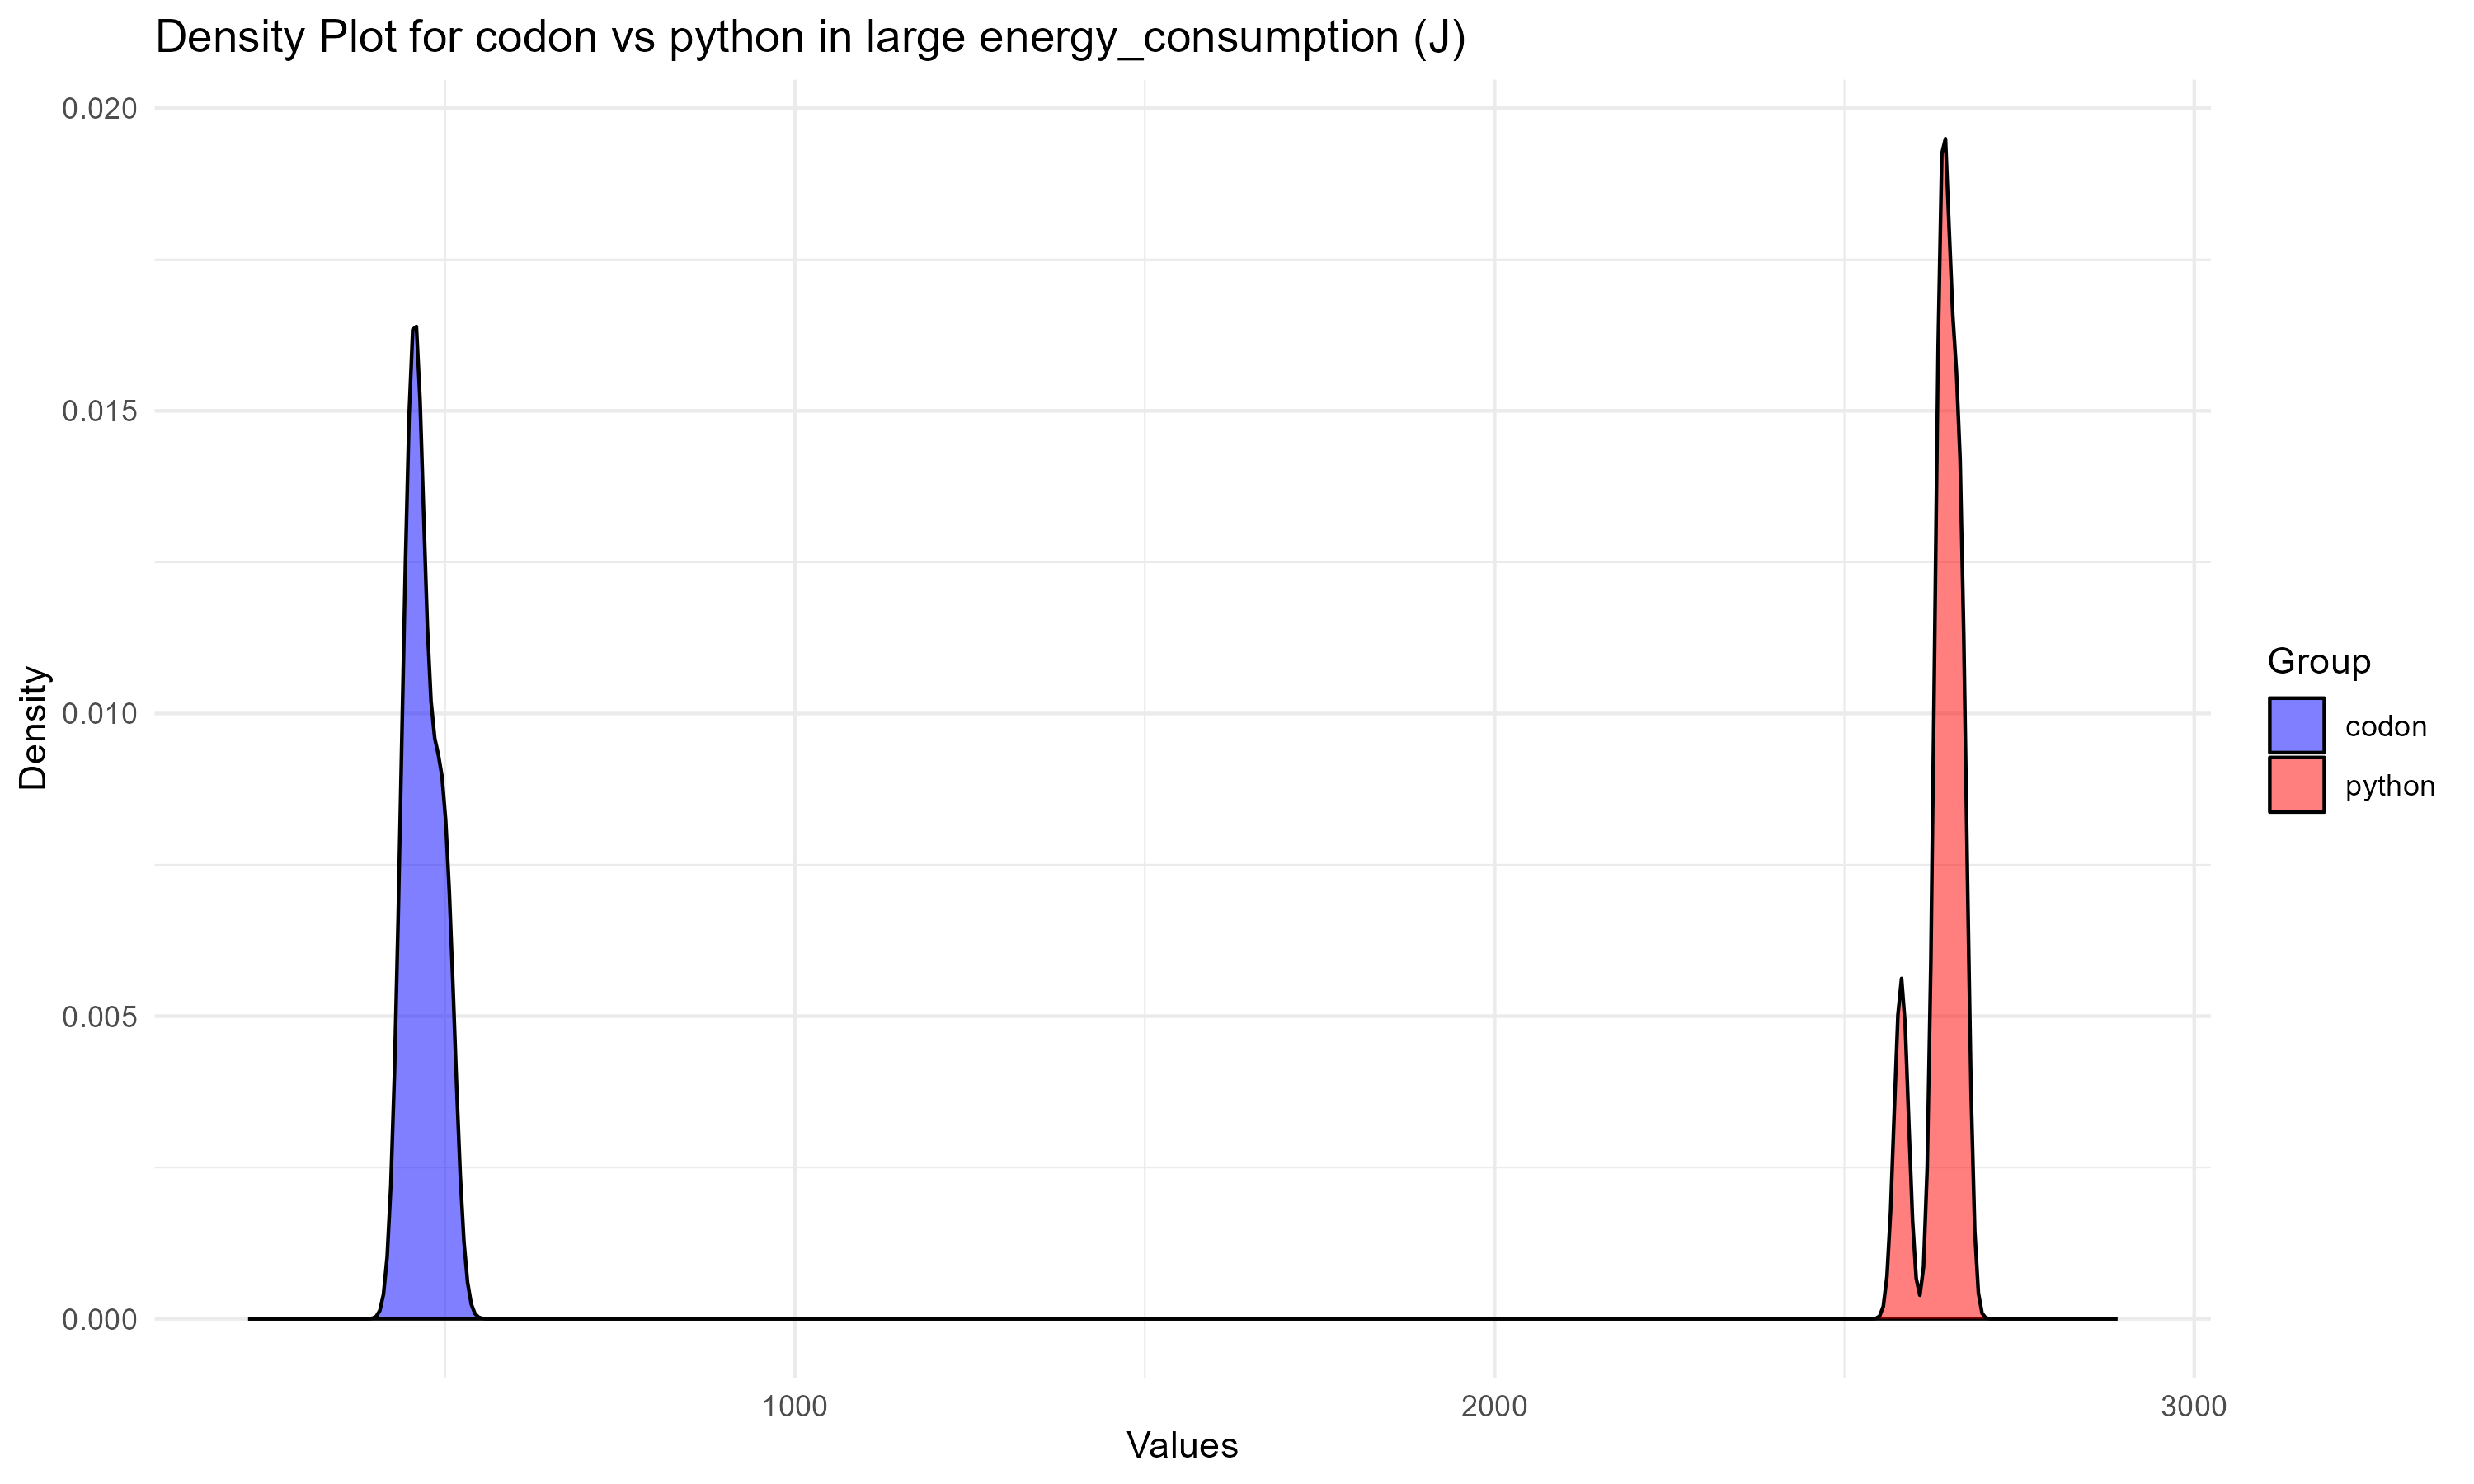 Density Plot for codon vs python in large energy_consumption (J)
0.020
0.015
0.010
0.005
0.000
Density
1000
2000
3000
Values
Group
codon
python